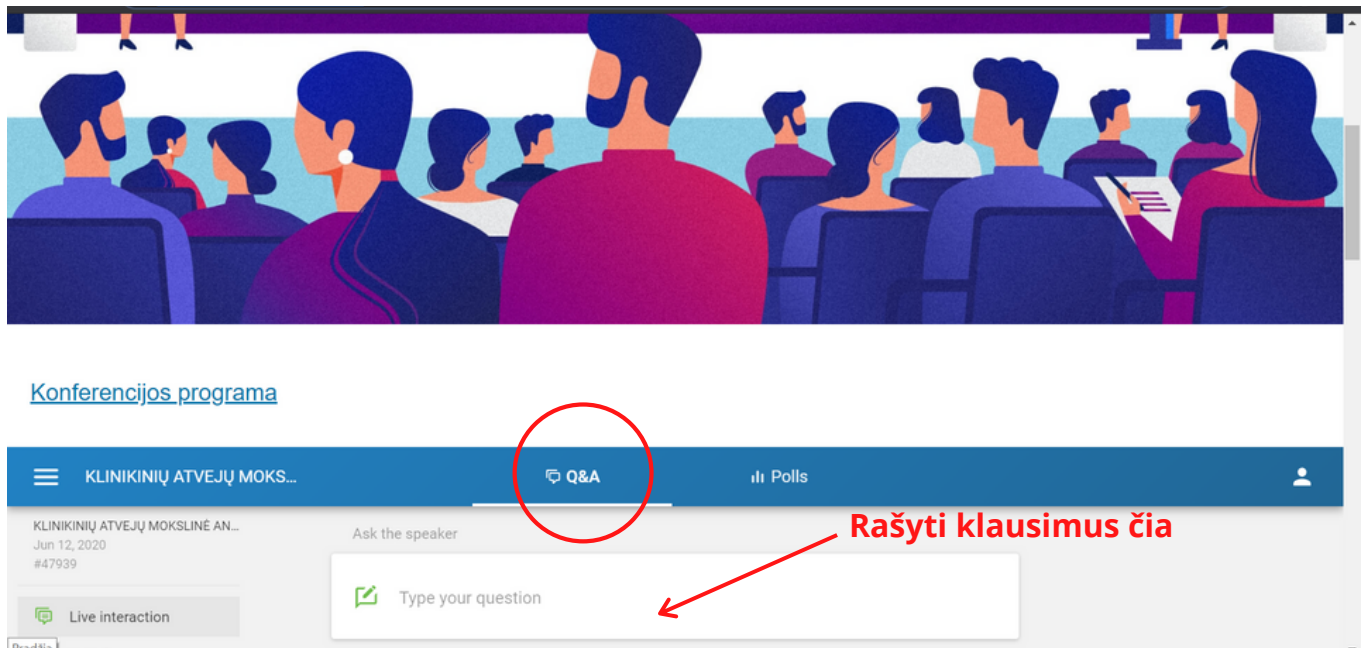 Konferencijos programa
KLINIKINIŲ ATVEJŲ MOKS...
Q&A
Polls
KLINIKINIŲ ATVEJŲ MOKSLINĖ AN...
Jun 12, 2020
#47939
Ask the speaker
Rašyti klausimus čia
Type your question
Live interaction
Pradžia